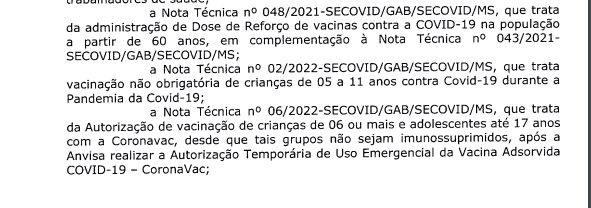 trabalhadores de saúde;
a Nota Técnica nº 048/2021-SECOVID/GAB/SECOVID/MS, que trata
da administração de Dose de Reforço de vacinas contra a COVID-19 na população
a partir de 60 anos, em complementação à Nota Técnica nº 043/2021-
SECOVID/GAB/SECOVID/MS;
a Nota Técnica nº 02/2022-SECOVID/GAB/SECOVID/MS, que trata
vacinação não obrigatória de crianças de 05 a 11 anos contra Covid-19 durante a
Pandemia da Covid-19;
a Nota Técnica nº 06/2022-SECOVID/GAB/SECOVID/MS, que trata
da Autorização de vacinação de crianças de 06 ou mais e adolescentes até 17 anos
com a Coronavac, desde que tais grupos não sejam imunossuprimidos, após a
Anvisa realizar a Autorização Temporária de Uso Emergencial da Vacina Adsorvida
COVID-19 – CoronaVac;